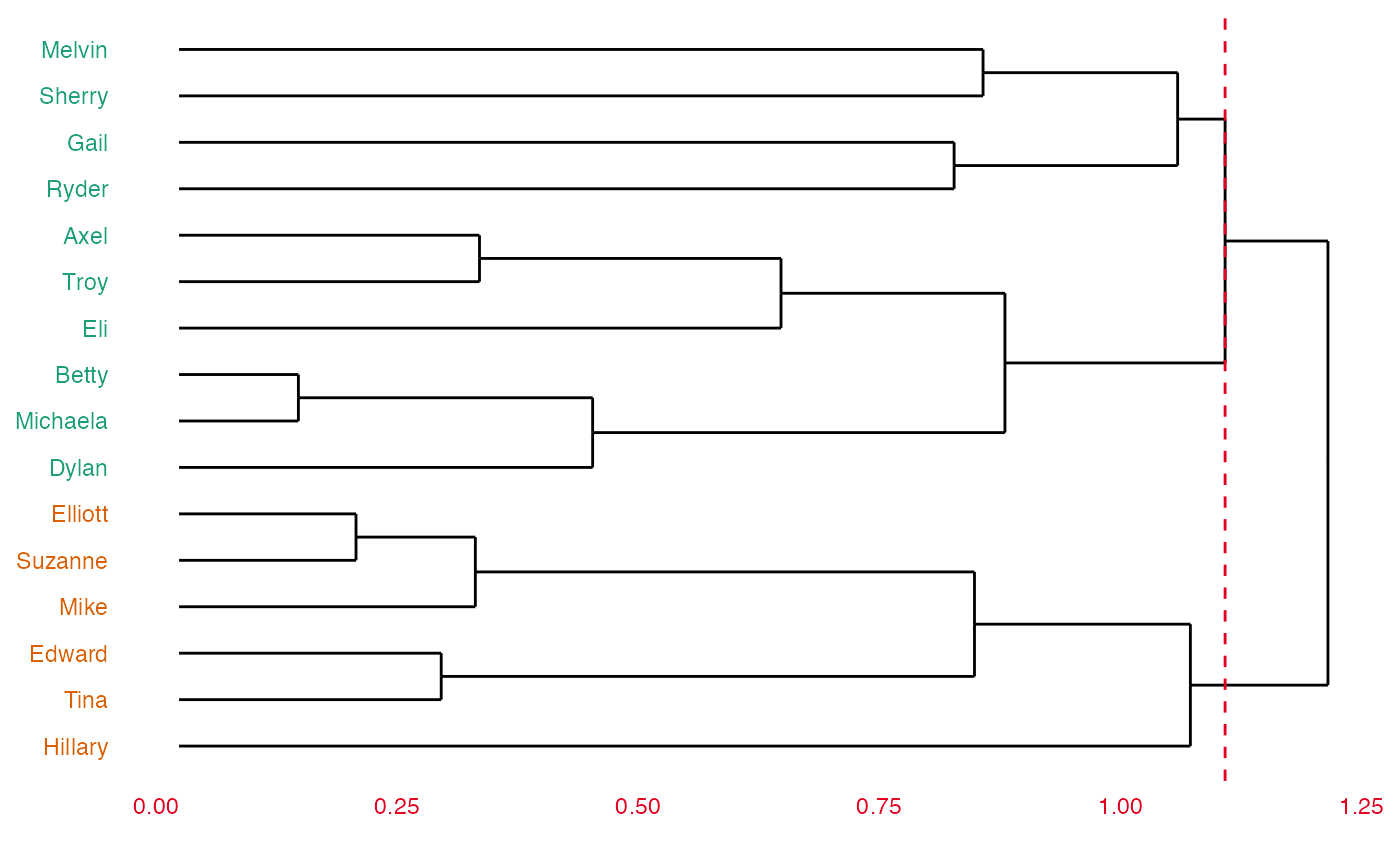 Melvin
Sherry
Gail
Ryder
Axel
Troy
Eli
Betty
Michaela
Dylan
Elliott
Suzanne
Mike
Edward
Tina
Hillary
0.00 0.25 0.50 0.75 1.00 1.25